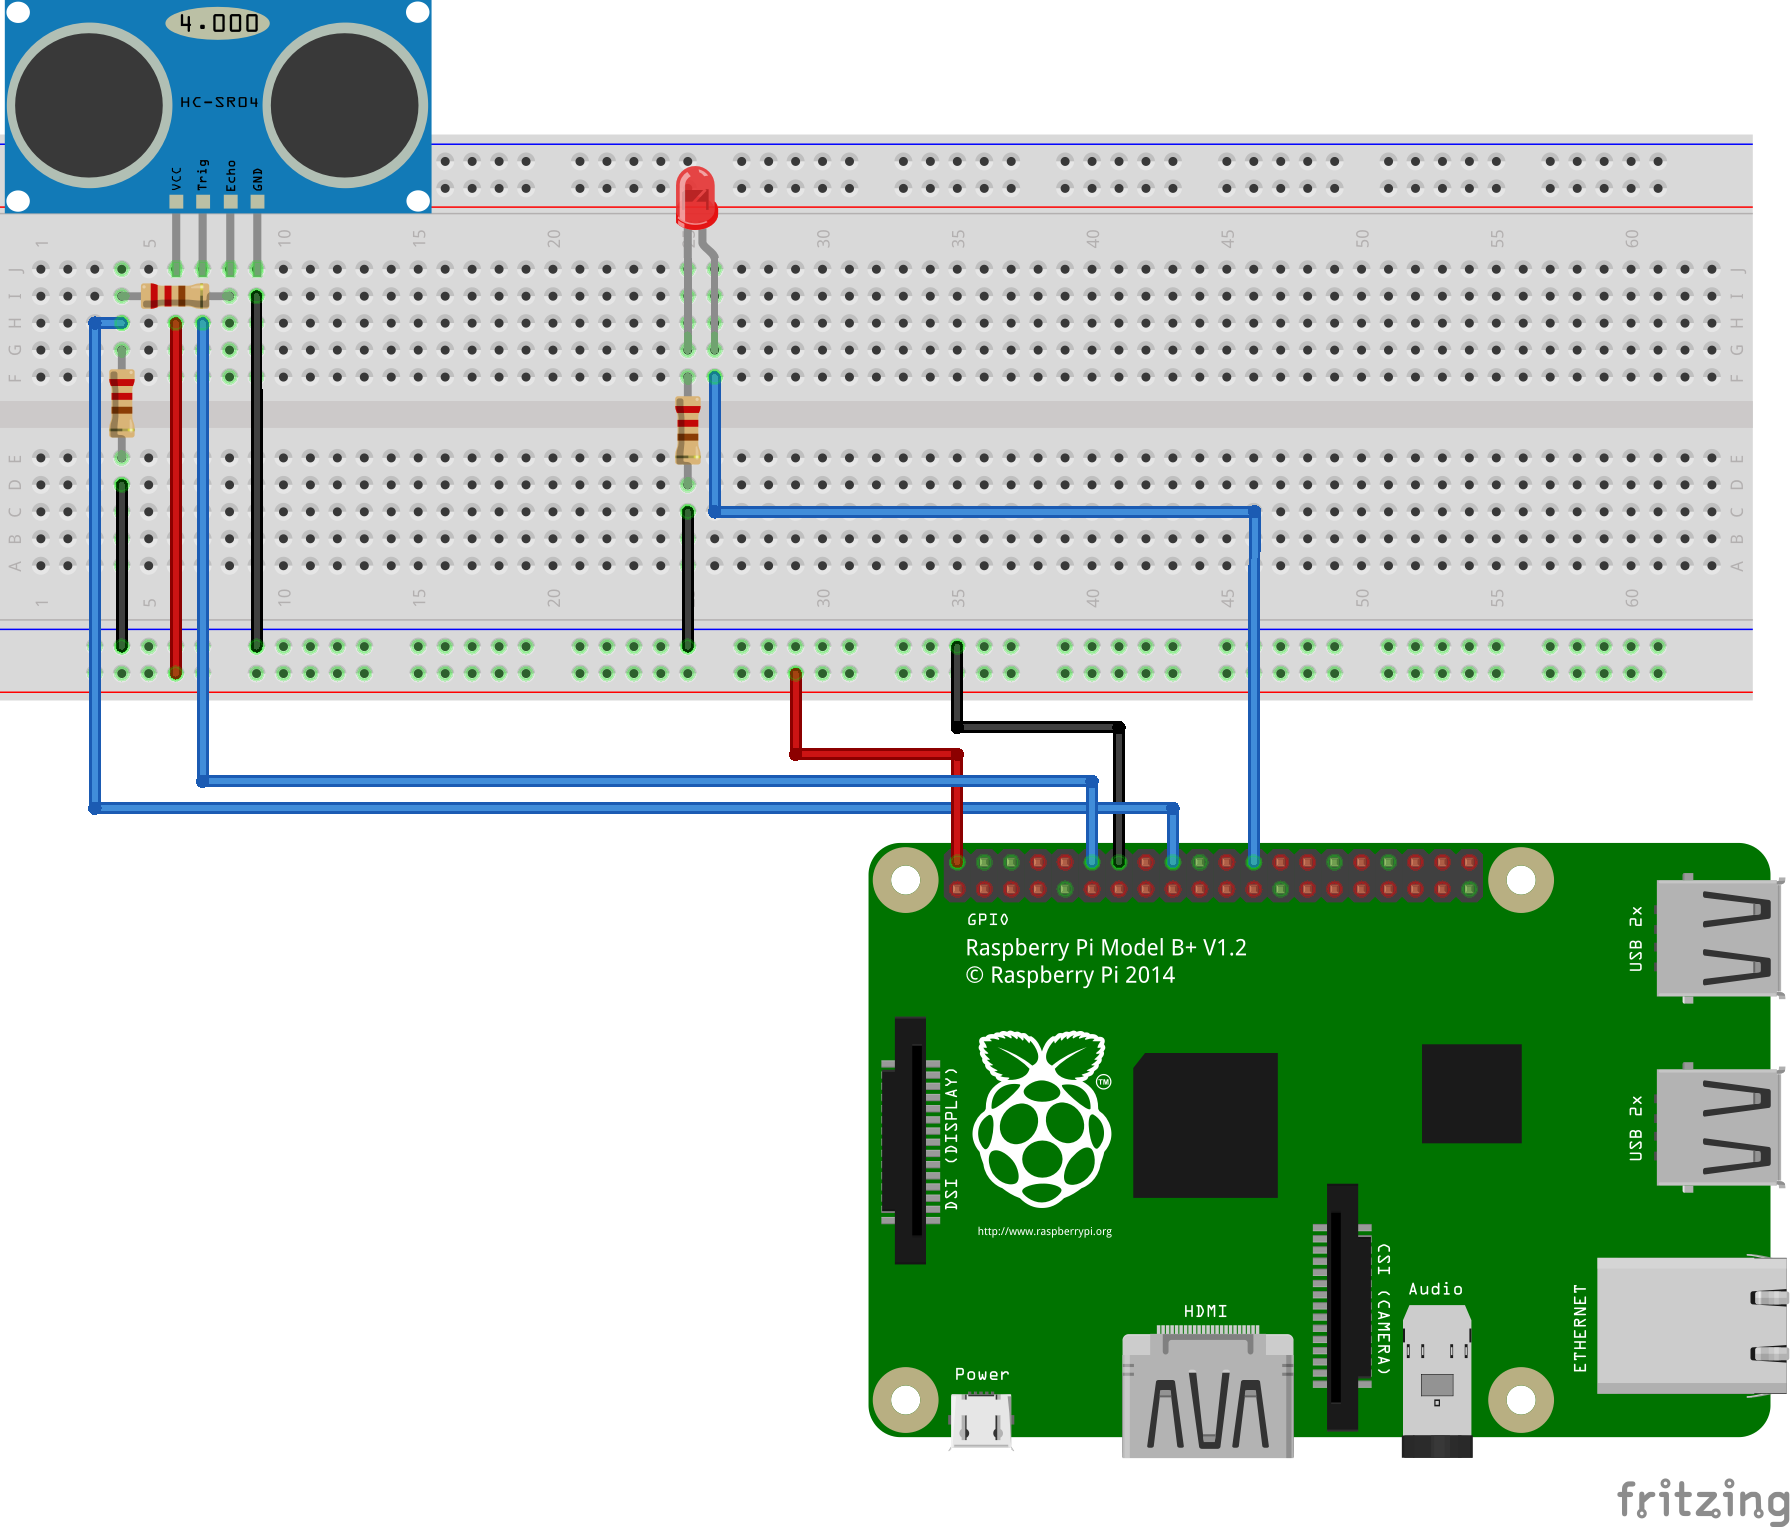 4.000
HC-SR04
VCC
Trig
Echo
GND
1
5
10
15
20
30
35
40
45
50
55
60
J
J
I
I
H
H
G
G
F
F
E
E
D
D
C
C
B
B
A
A
1
5
10
15
20
30
35
40
45
50
55
60
GPIO
Raspberry Pi Model B+ V1.2
© Raspberry Pi 2014
USB 2x
USB 2x
DSI (DISPLAY)
TM
http://www.raspberrypi.org
CSI (CAMERA)
Audio
ETHERNET
HDMI
Power
fritzing